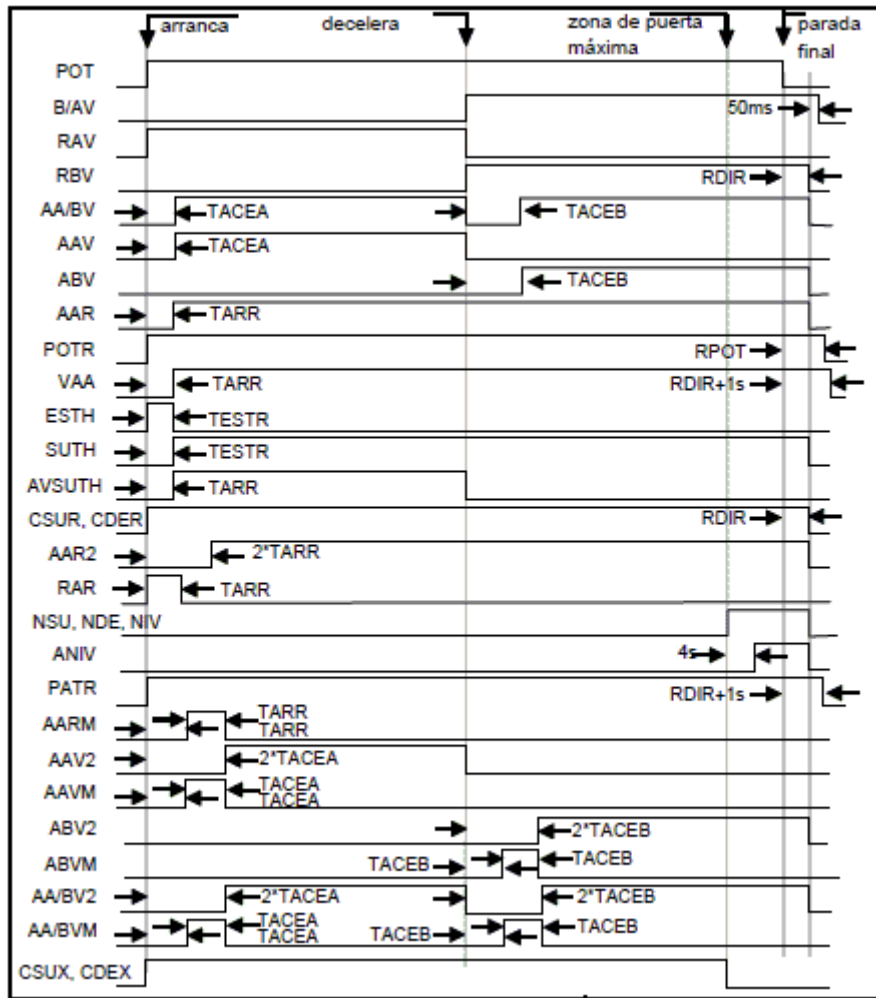 arranca decelera zona de puerta máxima parada final
POT
B/AV 50ms
RAV
RBV RDIR
AA/BV TACEA TACEB
AAV TACEA
ABV TACEB
AAR TARR
POTR RPOT
VAA TARR RDIR+1s
ESTH TESTR
SUTH TESTR
AVSUTH TARR
CSUR, CDER RDIR
AAR2 2*TARR
RAR TARR
NSU, NDE, NIV
ANIV 4s
PATR RDIR+1s
AARM TARR
TARR
AAV2 2*TACEA
AAVM TACEA
TACEA
ABV2 2*TACEB
ABVM TACEB TACEB
AA/BV2 2*TACEA 2*TACEB
AA/BVM TACEA TACEB TACEB
TACEA
CSUX, CDEX